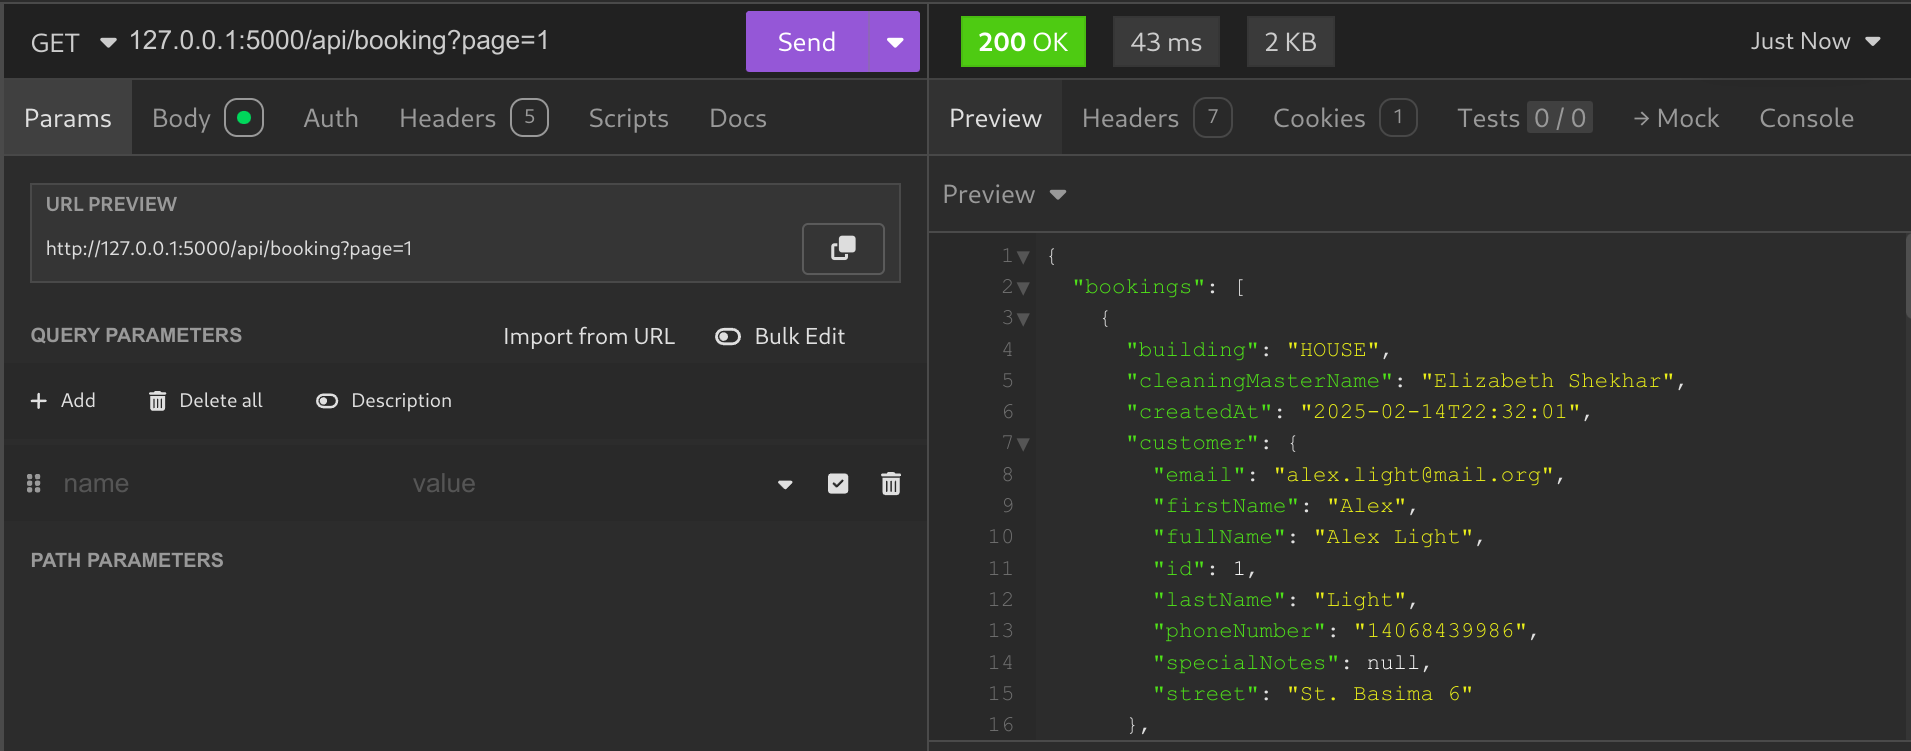 GET 127.0.0.1:5000/api/booking?page=1 Send
Params Body Auth Headers 5 Scripts Docs
URL PREVIEW
http://127.0.0.1:5000/api/booking?page=1
QUERY PARAMETERS Import from URL Bulk Edit
+ Add Delete all Description
name value
PATH PARAMETERS
200 OK 43 ms 2 KB Just Now
Preview Headers 7 Cookies 1 Tests 0 / 0 → Mock Console
Preview
1 {
2 "bookings": [
3 {
4 "building": "HOUSE",
5 "cleaningMasterName": "Elizabeth Shekhar",
6 "createdAt": "2025-02-14T22:32:01",
7 "customer": {
8 "email": "alex.light@mail.org",
9 "firstName": "Alex",
10 "fullName": "Alex Light",
11 "id": 1,
12 "lastName": "Light",
13 "phoneNumber": "14068439986",
14 "specialNotes": null,
15 "street": "St. Basima 6"
16 },